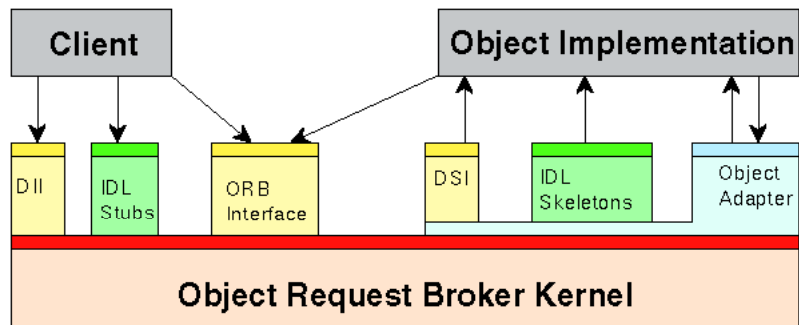 Client
Object Implementation
DII
IDL
Stubs
ORB
Interface
DSI
IDL
Skeletons
Object
Adapter
Object Request Broker Kernel